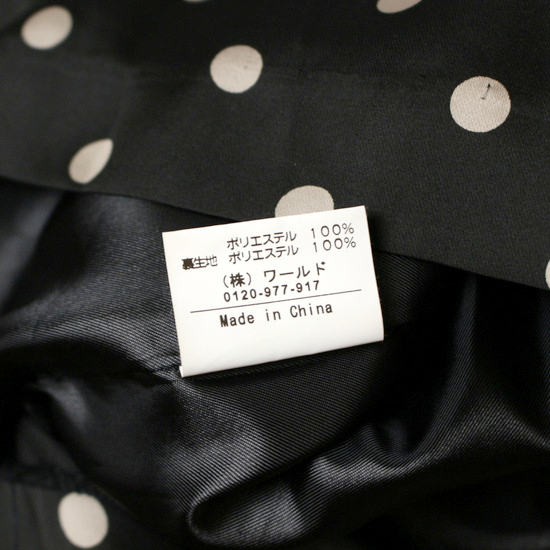 ポリエステル 100%
裏生地 ポリエステル 100%
(株) ワールド
0120-977-917
Made in China